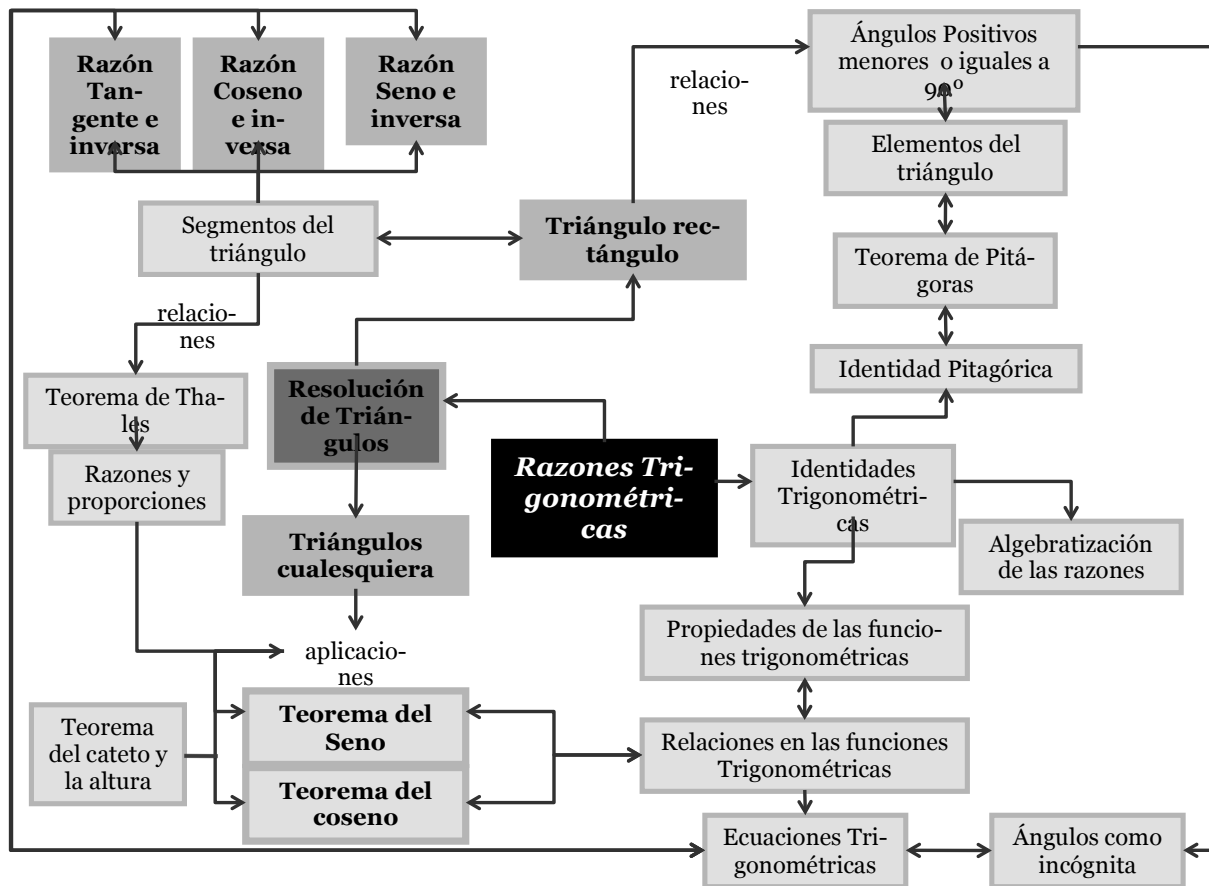 Razón
Tan-
gente e
inversa
Razón
Coseno
e in-
versa
Razón
Seno e
inversa
relacio-
nes
Ángulos Positivos
menores o iguales a
90º
Elementos del
triángulo
Segmentos del
triángulo
Triángulo rec-
tángulo
Teorema de Pitá-
goras
relacio-
nes
Identidad Pitagórica
Teorema de Tha-
les
Resolución
de Trián-
gulos
Razones y
proporciones
Razones Tri-
gonométri-
cas
Identidades
Trigonométri-
cas
Algebratización
de las razones
Triángulos
cualesquiera
aplicacio-
nes
Propiedades de las funcio-
nes trigonométricas
Teorema
del cateto y
la altura
Teorema del
Seno
Relaciones en las funciones
Trigonométricas
Teorema del
coseno
Ecuaciones Tri-
gonométricas
Ángulos como
incógnita